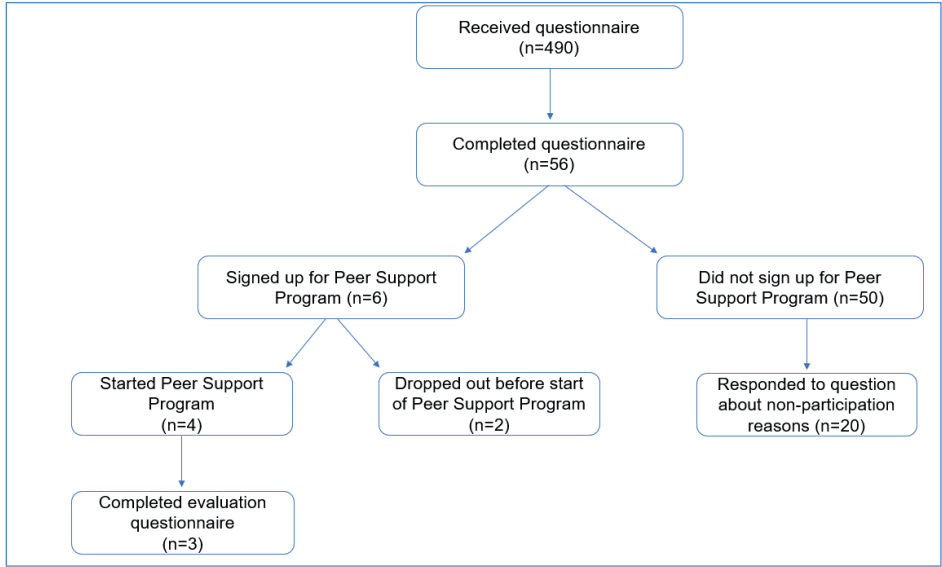 Received questionnaire
(n=490)
Completed questionnaire
(n=56)
Signed up for Peer Support
Program (n=6)
Did not sign up for Peer
Support Program (n=50)
Started Peer Support
Program
(n=4)
Dropped out before start
of Peer Support Program
(n=2)
Responded to question
about non-participation
reasons (n=20)
Completed evaluation
questionnaire
(n=3)